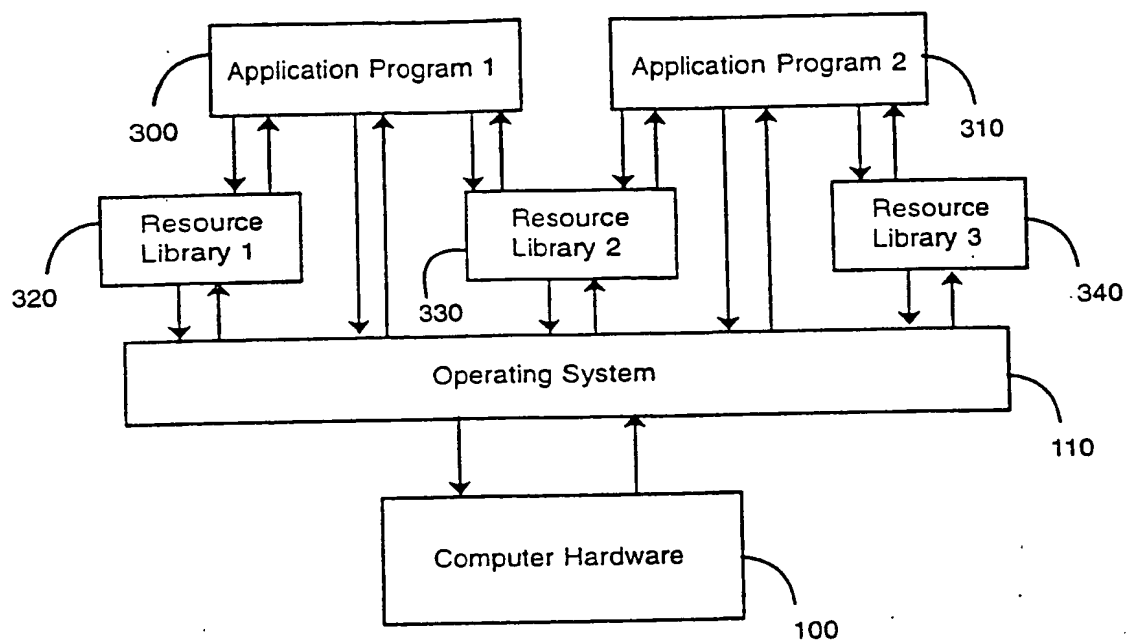 Application Program 1
Application Program 2
300
310
Resource
Library 1
Resource
Library 2
Resource
Library 3
320
330
340
Operating System
110
Computer Hardware
100